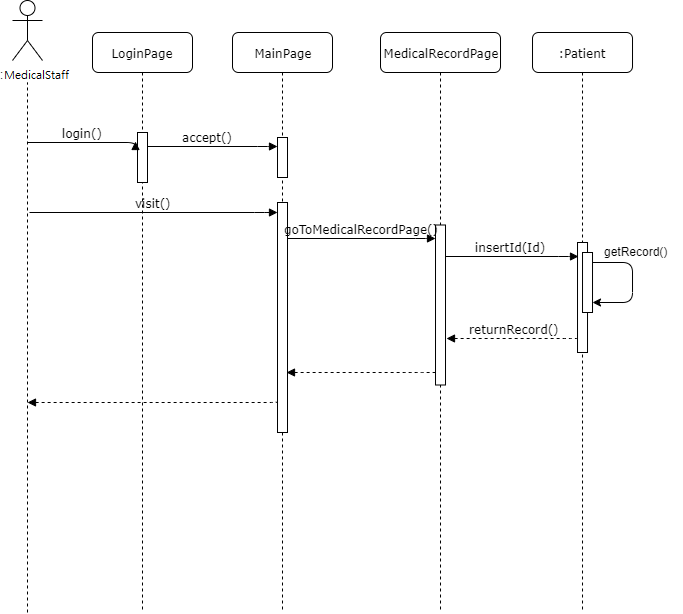 LoginPage
MainPage
MedicalRecordPage
:Patient
:MedicalStaff
login()
accept()
visit()
goToMedicalRecordPage()
insertId(Id)
getRecord()
returnRecord()